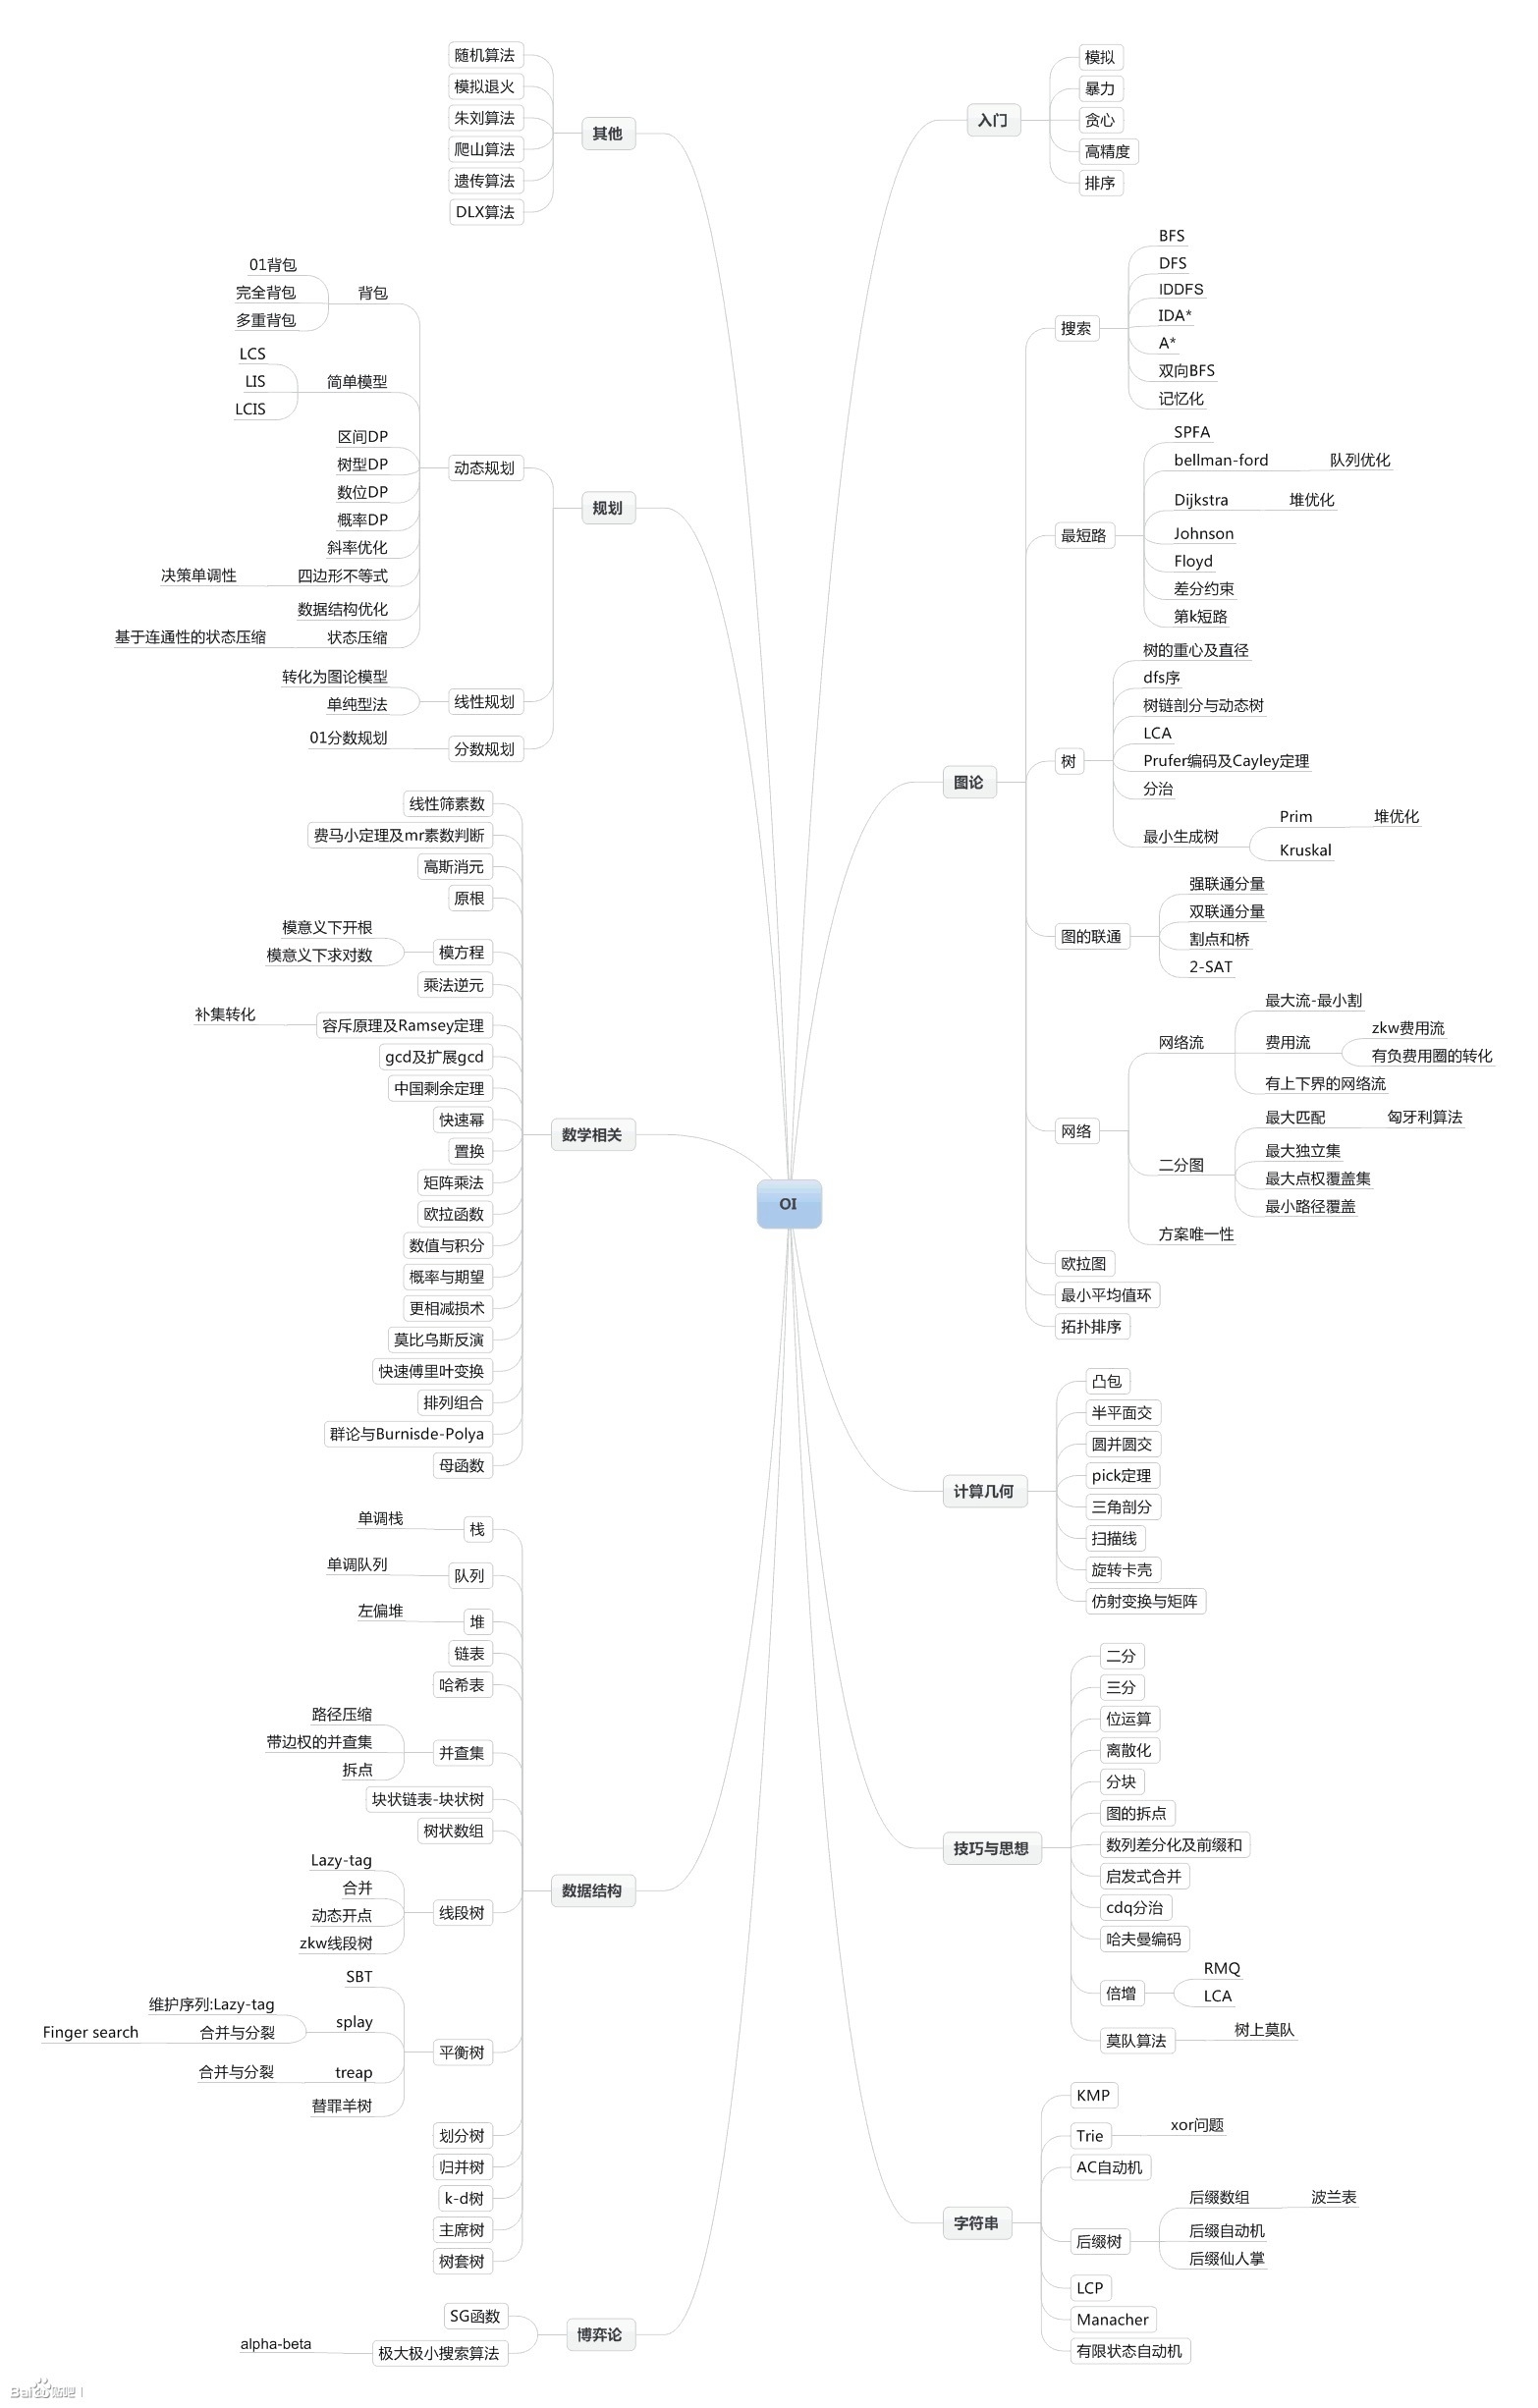 OI
入门
模拟
暴力
贪心
高精度
排序
图论
搜索
BFS
DFS
IDDFS
IDA*
A*
双向BFS
记忆化
最短路
SPFA
bellman-ford
队列优化
Dijkstra
堆优化
Johnson
Floyd
差分约束
第k短路
树
树的重心及直径
dfs序
树链剖分与动态树
LCA
Prufer编码及Cayley定理
分治
最小生成树
Prim
堆优化
Kruskal
图的联通
强联通分量
双联通分量
割点和桥
2-SAT
网络
网络流
最大流-最小割
费用流
zkw费用流
有负费用圈的转化
有上下界的网络流
二分图
最大匹配
匈牙利算法
最大独立集
最大点权覆盖集
最小路径覆盖
方案唯一性
欧拉图
最小平均值环
拓扑排序
计算几何
凸包
半平面交
圆并圆交
pick定理
三角剖分
扫描线
旋转卡壳
仿射变换与矩阵
技巧与思想
二分
三分
位运算
离散化
分块
图的拆点
数列差分化及前缀和
启发式合并
cdq分治
哈夫曼编码
倍增
RMQ
LCA
莫队算法
树上莫队
字符串
KMP
Trie
xor问题
AC自动机
后缀树
后缀数组
波兰表
后缀自动机
后缀仙人掌
LCP
Manacher
有限状态自动机
其他
随机算法
模拟退火
朱刘算法
爬山算法
遗传算法
DLX算法
规划
动态规划
背包
01背包
完全背包
多重背包
简单模型
LCS
LIS
LCIS
区间DP
树型DP
数位DP
概率DP
斜率优化
四边形不等式
决策单调性
数据结构优化
状态压缩
基于连通性的状态压缩
线性规划
转化为图论模型
单纯型法
分数规划
01分数规划
数学相关
线性筛素数
费马小定理及mr素数判断
高斯消元
原根
模方程
模意义下开根
模意义下求对数
乘法逆元
容斥原理及Ramsey定理
补集转化
gcd及扩展gcd
中国剩余定理
快速幂
置换
矩阵乘法
欧拉函数
数值与积分
概率与期望
更相减损术
莫比乌斯反演
快速傅里叶变换
排列组合
群论与Burnisde-Polya
母函数
数据结构
栈
单调栈
队列
单调队列
堆
左偏堆
链表
哈希表
并查集
路径压缩
带边权的并查集
拆点
块状链表-块状树
树状数组
线段树
Lazy-tag
合并
动态开点
zkw线段树
平衡树
SBT
splay
维护序列:Lazy-tag
合并与分裂
Finger search
treap
合并与分裂
替罪羊树
划分树
归并树
k-d树
主席树
树套树
博弈论
SG函数
极大极小搜索算法
alpha-beta
Bai贴吧